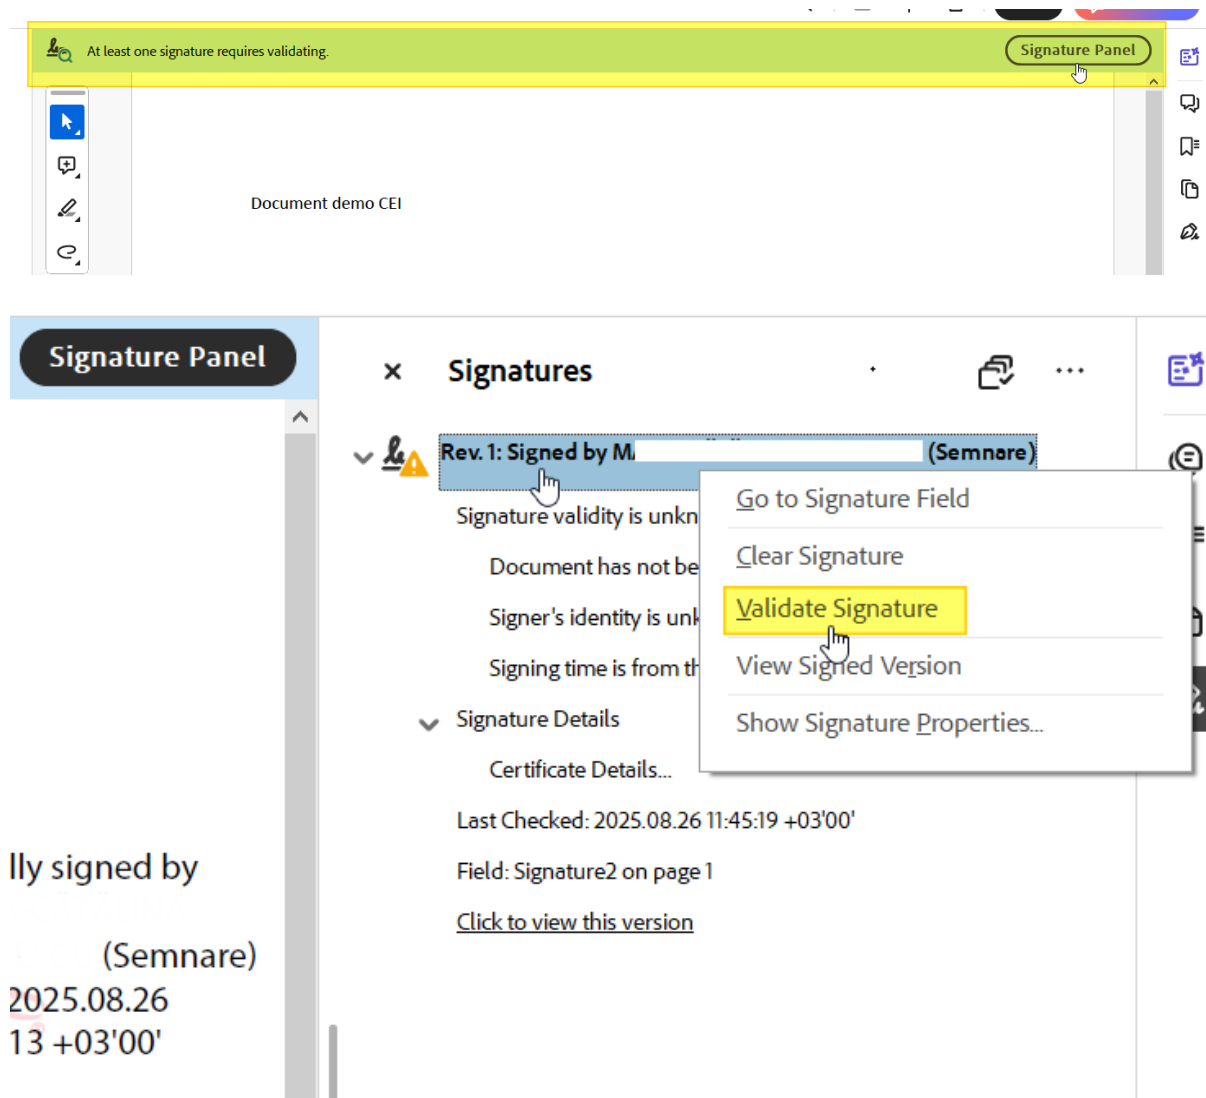 At least one signature requires validating.
Signature Panel
Document demo CEI
Signature Panel
Signatures
Rev. 1: Signed by M (Semnare)
Go to Signature Field
Signature validity is unkn
Clear Signature
Document has not be
Validate Signature
Signer's identity is unk
View Signed Version
Signing time is from th
Signature Details
Show Signature Properties...
Certificate Details...
Last Checked: 2025.08.26 11:45:19 +03'00'
Field: Signature2 on page 1
Click to view this version
lly signed by
(Semnare)
2025.08.26
13 +03'00'